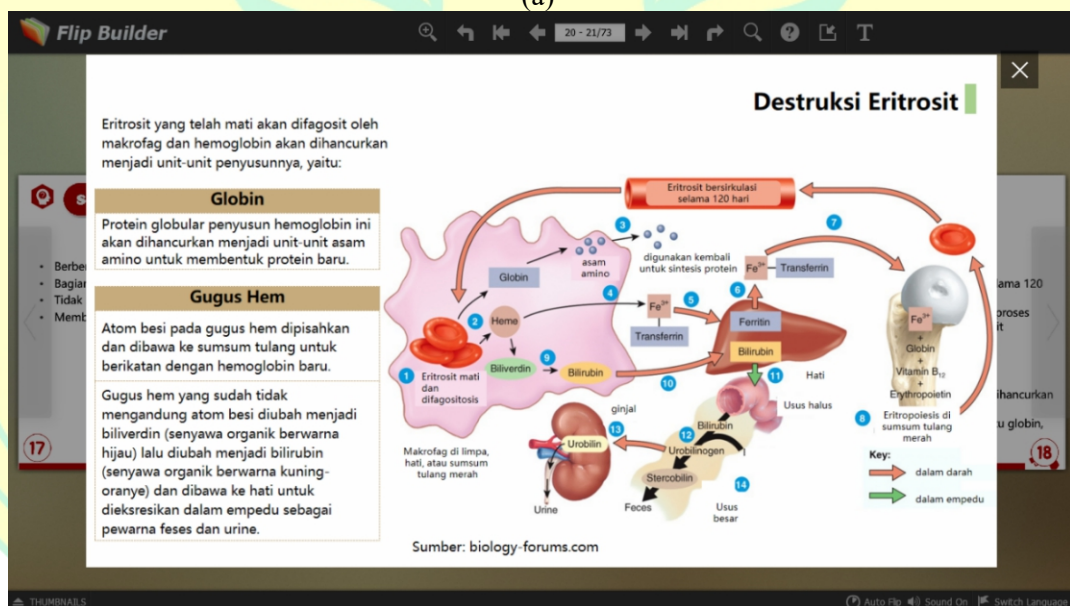 (a)
Flip Builder
20 - 21/73
Destruksi Eritrosit
Eritrosit yang telah mati akan difagosit oleh
makrofag dan hemoglobin akan dihancurkan
menjadi unit-unit penyusunnya, yaitu:
Globin
Protein globular penyusun hemoglobin ini
akan dihancurkan menjadi unit-unit asam
amino untuk membentuk protein baru.
Gugus Hem
Atom besi pada gugus hem dipisahkan
dan dibawa ke sumsum tulang untuk
berikatan dengan hemoglobin baru.
Gugus hem yang sudah tidak
mengandung atom besi diubah menjadi
biliverdin (senyawa organik berwarna
hijau) lalu diubah menjadi bilirubin
(senyawa organik berwarna kuning-
oranye) dan dibawa ke hati untuk
dieksresikan dalam empedu sebagai
pewarna feses dan urine.
Eritrosit bersirkulasi
selama 120 hari
3
7
asam
amino
digunakan kembali
untuk sintesis protein
Globin
Fe³⁺
Transferrin
4
5
6
2
Heme
Fe³⁺
Transferrin
Ferritin
Bilirubin
Fe³⁺
+
Globin
+
Vitamin B₁₂
+
Erythropoietin
9
Biliverdin
Bilirubin
10
11
1
Eritrosit mati
dan
difagositosis
Hati
Usus halus
8
Eritropoiesis di
sumsum tulang
merah
ginjal
13
Bilirubin
12
Urobilin
Urobilinogen
Makrofag di limpa,
hati, atau sumsum
tulang merah
Stercobilin
14
Urine
Feces
Usus
besar
Key:
dalam darah
dalam empedu
Sumber: biology-forums.com
S
Berbe
Bagiar
Tidak
Memb
17
ama 120
proses
it
ihancurkan
u globin,
18
THUMBNAILS
Auto Flip
Sound On
Switch Language